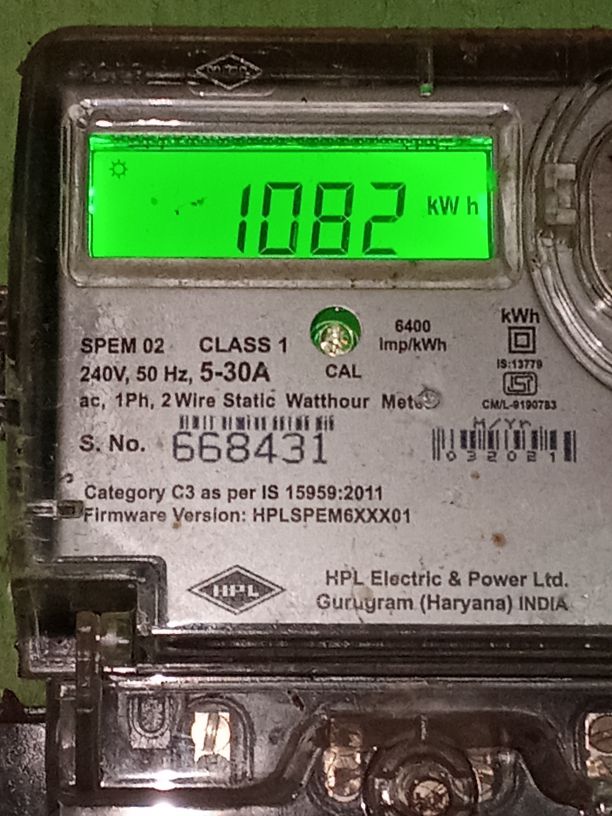 HPL
1082 kWh
SPEM 02 CLASS 1
6400
Imp/kWh
kWh
240V, 50 Hz, 5-30A
CAL
IS:13779
ISI
CM/L-9190783
ac, 1Ph, 2 Wire Static Watthour Meter
S. No. 668431
M/Yr
032021
Category C3 as per IS 15959:2011
Firmware Version: HPLSPEM6XXX01
HPL
HPL Electric & Power Ltd.
Gurugram (Haryana) INDIA